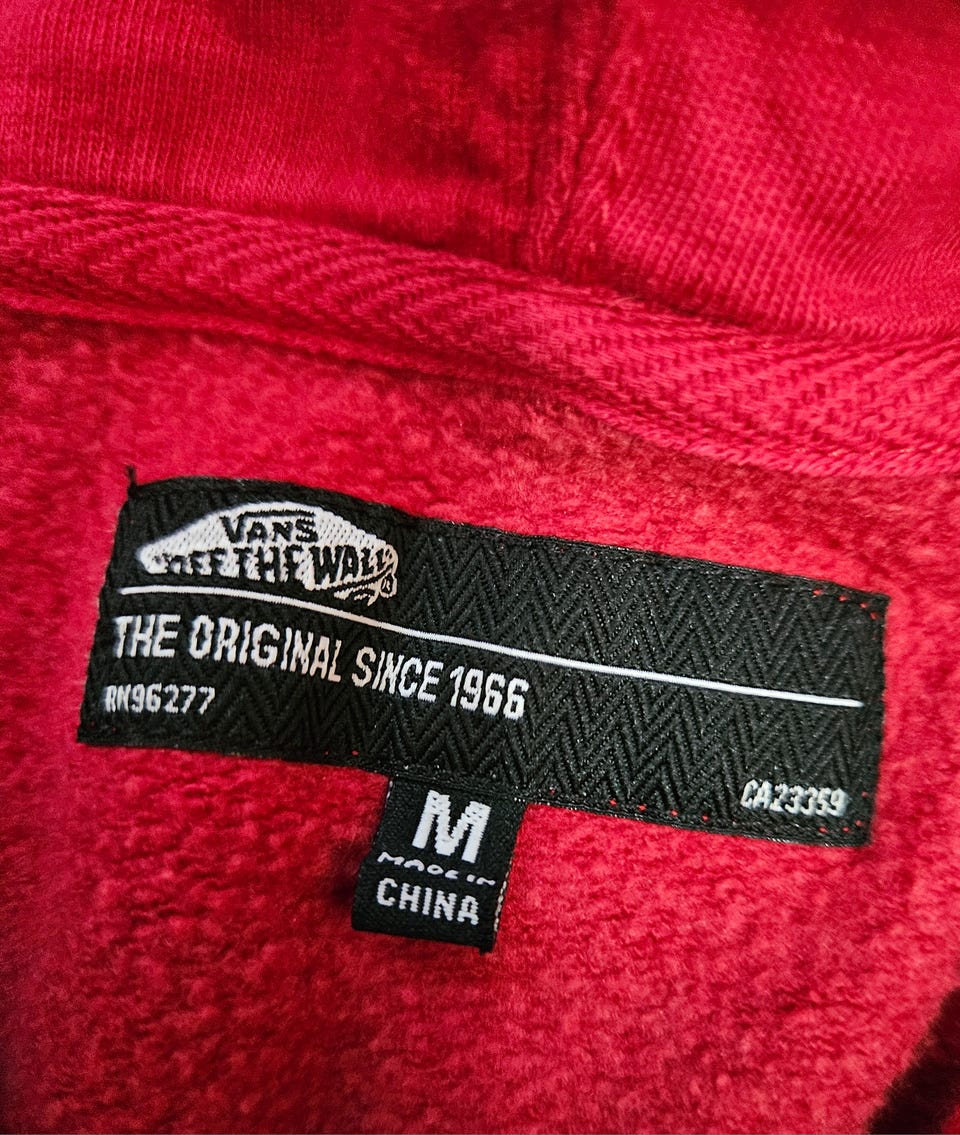 VANS
"OFF THE WALL"
THE ORIGINAL SINCE 1966
RN96277
CA23359
M
MADE IN
CHINA